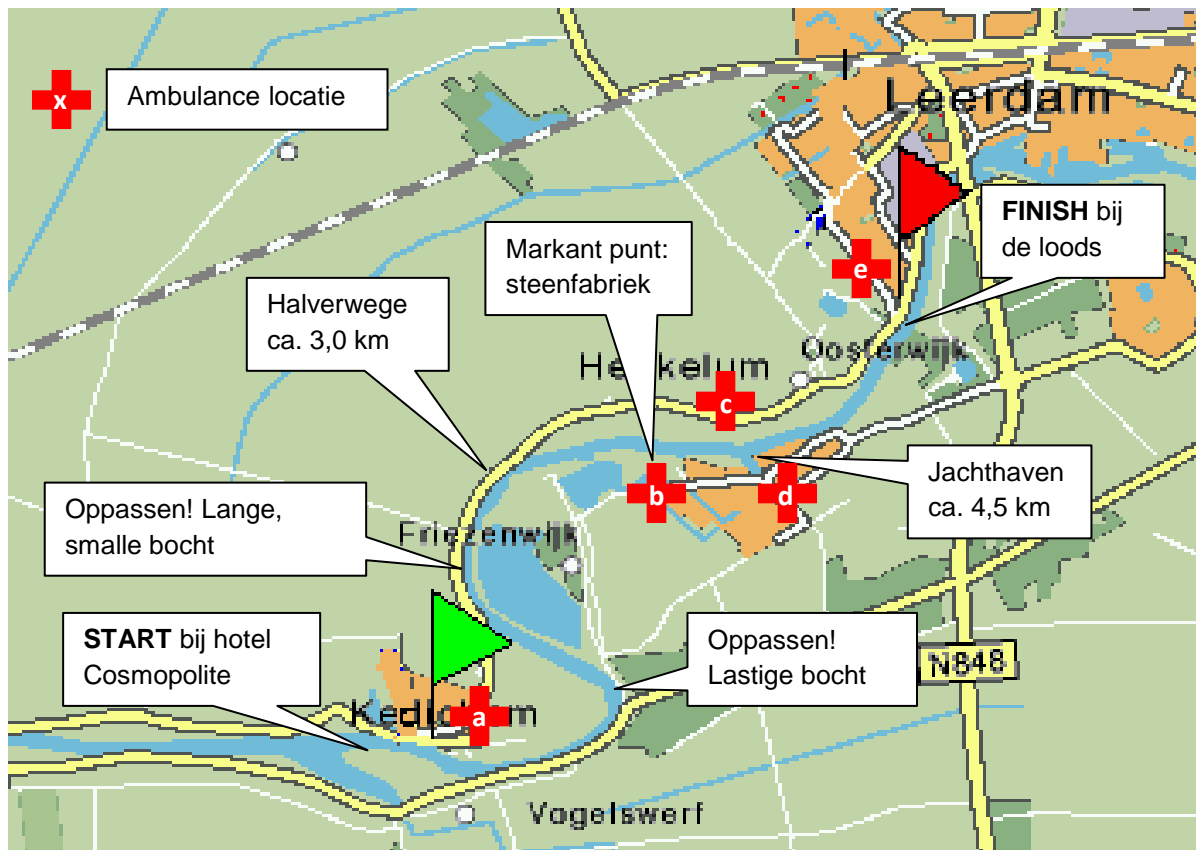 x
Ambulance locatie
Leerdam
FINISH bij
de loods
Markant punt:
steenfabriek
e
Halverwege
ca. 3,0 km
Oosterwijk
c
Jachthaven
ca. 4,5 km
b
d
Oppassen! Lange,
smalle bocht
Friezenwijk
START bij hotel
Cosmopolite
Oppassen!
Lastige bocht
N848
a
Vogelswerf